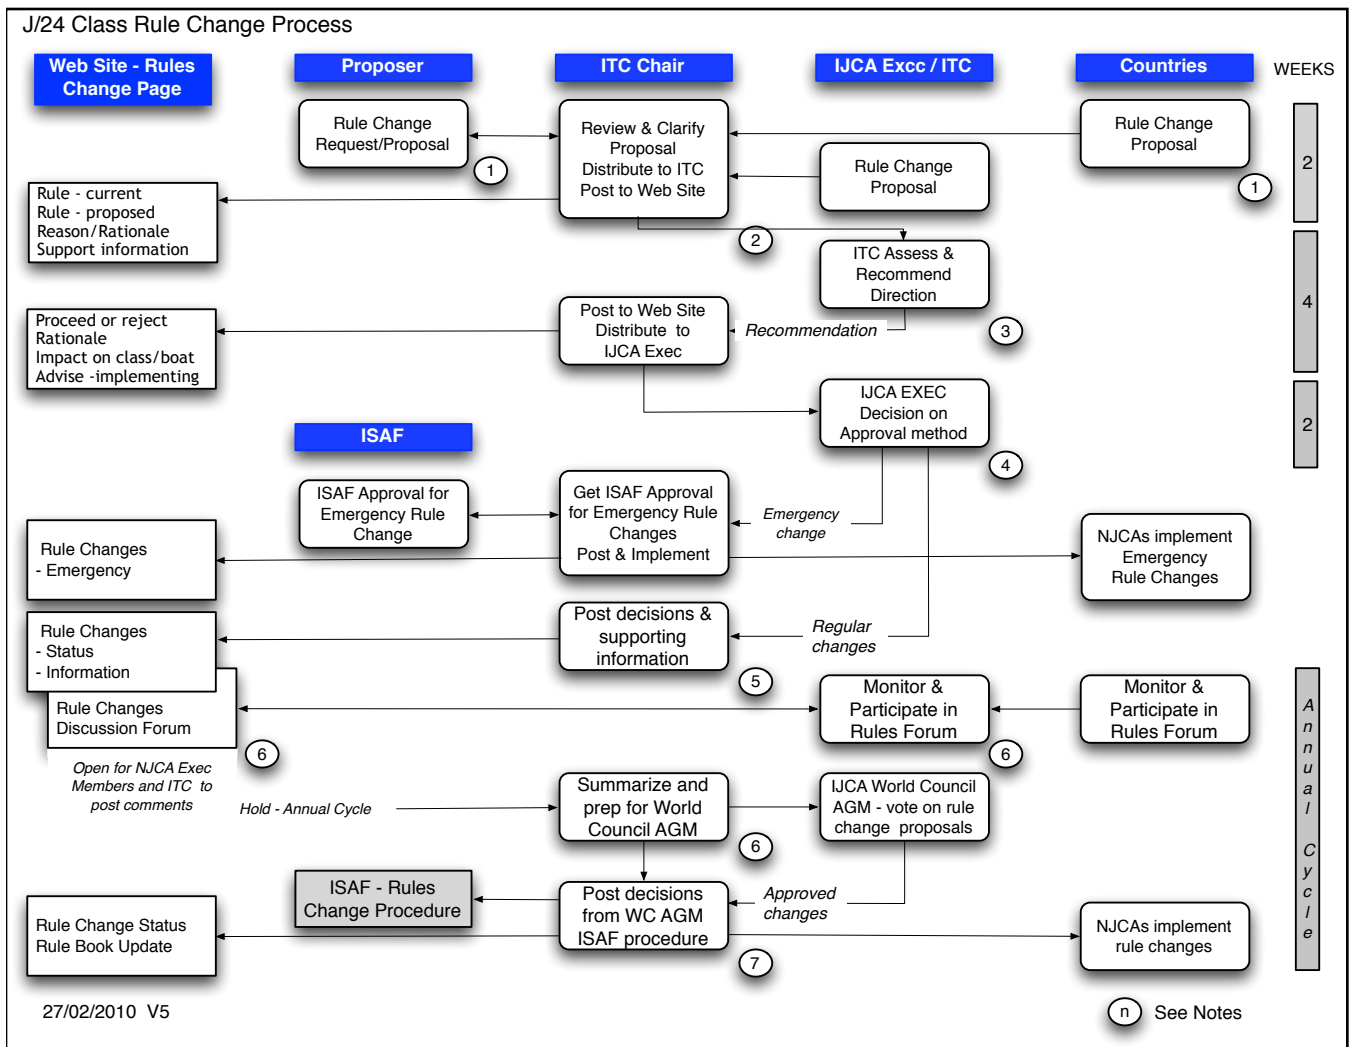 J/24 Class Rule Change Process
Web Site - Rules
Change Page
Proposer
ITC Chair
IJCA Excc / ITC
Countries
WEEKS
Rule Change
Request/Proposal
1
Review & Clarify
Proposal
Distribute to ITC
Post to Web Site
Rule Change
Proposal
Rule Change
Proposal
1
2
Rule - current
Rule - proposed
Reason/Rationale
Support information
2
ITC Assess &
Recommend
Direction
3
4
Proceed or reject
Rationale
Impact on class/boat
Advise -implementing
Post to Web Site
Distribute to
IJCA Exec
Recommendation
IJCA EXEC
Decision on
Approval method
4
2
ISAF
ISAF Approval for
Emergency Rule
Change
Get ISAF Approval
for Emergency Rule
Changes
Post & Implement
Emergency
change
NJCAs implement
Emergency
Rule Changes
Rule Changes
- Emergency
Rule Changes
- Status
- Information
Post decisions &
supporting
information
5
Regular
changes
Rule Changes
Discussion Forum
6
Monitor &
Participate in
Rules Forum
6
Monitor &
Participate in
Rules Forum
Annual Cycle
Open for NJCA Exec
Members and ITC to
post comments
Hold - Annual Cycle
Summarize and
prep for World
Council AGM
6
IJCA World Council
AGM - vote on rule
change proposals
ISAF - Rules
Change Procedure
Post decisions
from WC AGM
ISAF procedure
7
Approved
changes
Rule Change Status
Rule Book Update
NJCAs implement
rule changes
27/02/2010 V5
n See Notes